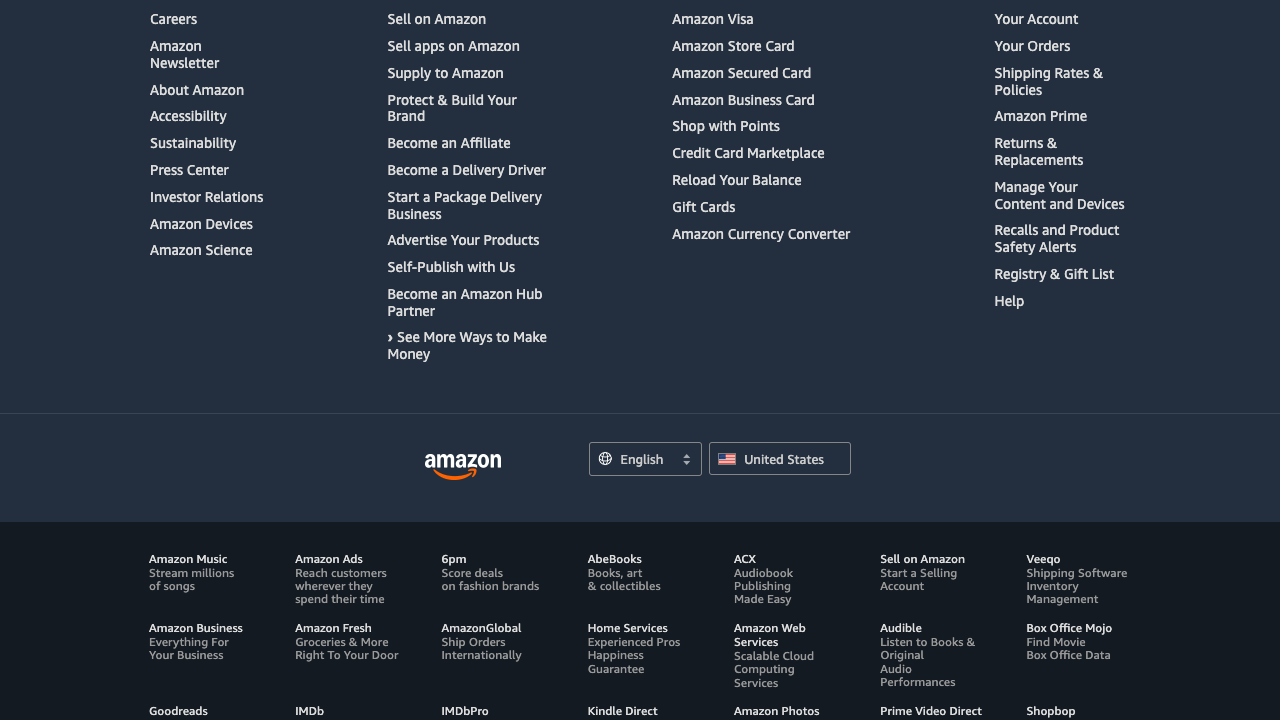 Careers
Amazon
Newsletter
About Amazon
Accessibility
Sustainability
Press Center
Investor Relations
Amazon Devices
Amazon Science
Sell on Amazon
Sell apps on Amazon
Supply to Amazon
Protect & Build Your
Brand
Become an Affiliate
Become a Delivery Driver
Start a Package Delivery
Business
Advertise Your Products
Self-Publish with Us
Become an Amazon Hub
Partner
› See More Ways to Make
Money
Amazon Visa
Amazon Store Card
Amazon Secured Card
Amazon Business Card
Shop with Points
Credit Card Marketplace
Reload Your Balance
Gift Cards
Amazon Currency Converter
Your Account
Your Orders
Shipping Rates &
Policies
Amazon Prime
Returns &
Replacements
Manage Your
Content and Devices
Recalls and Product
Safety Alerts
Registry & Gift List
Help
amazon
English
United States
Amazon Music
Stream millions
of songs
Amazon Ads
Reach customers
wherever they
spend their time
6pm
Score deals
on fashion brands
AbeBooks
Books, art
& collectibles
ACX
Audiobook
Publishing
Made Easy
Sell on Amazon
Start a Selling
Account
Veeqo
Shipping Software
Inventory
Management
Amazon Business
Everything For
Your Business
Amazon Fresh
Groceries & More
Right To Your Door
AmazonGlobal
Ship Orders
Internationally
Home Services
Experienced Pros
Happiness
Guarantee
Amazon Web
Services
Scalable Cloud
Computing
Services
Audible
Listen to Books &
Original
Audio
Performances
Box Office Mojo
Find Movie
Box Office Data
Goodreads
IMDb
IMDbPro
Kindle Direct
Amazon Photos
Prime Video Direct
Shopbop